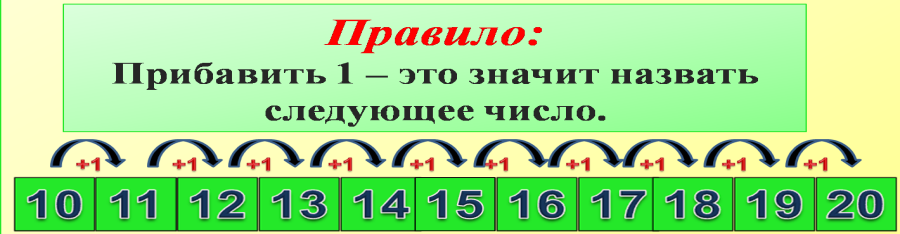 Правило:
Прибавить 1 – это значит назвать
следующее число.
+1 +1 +1 +1 +1 +1 +1 +1 +1 +1
10 11 12 13 14 15 16 17 18 19 20